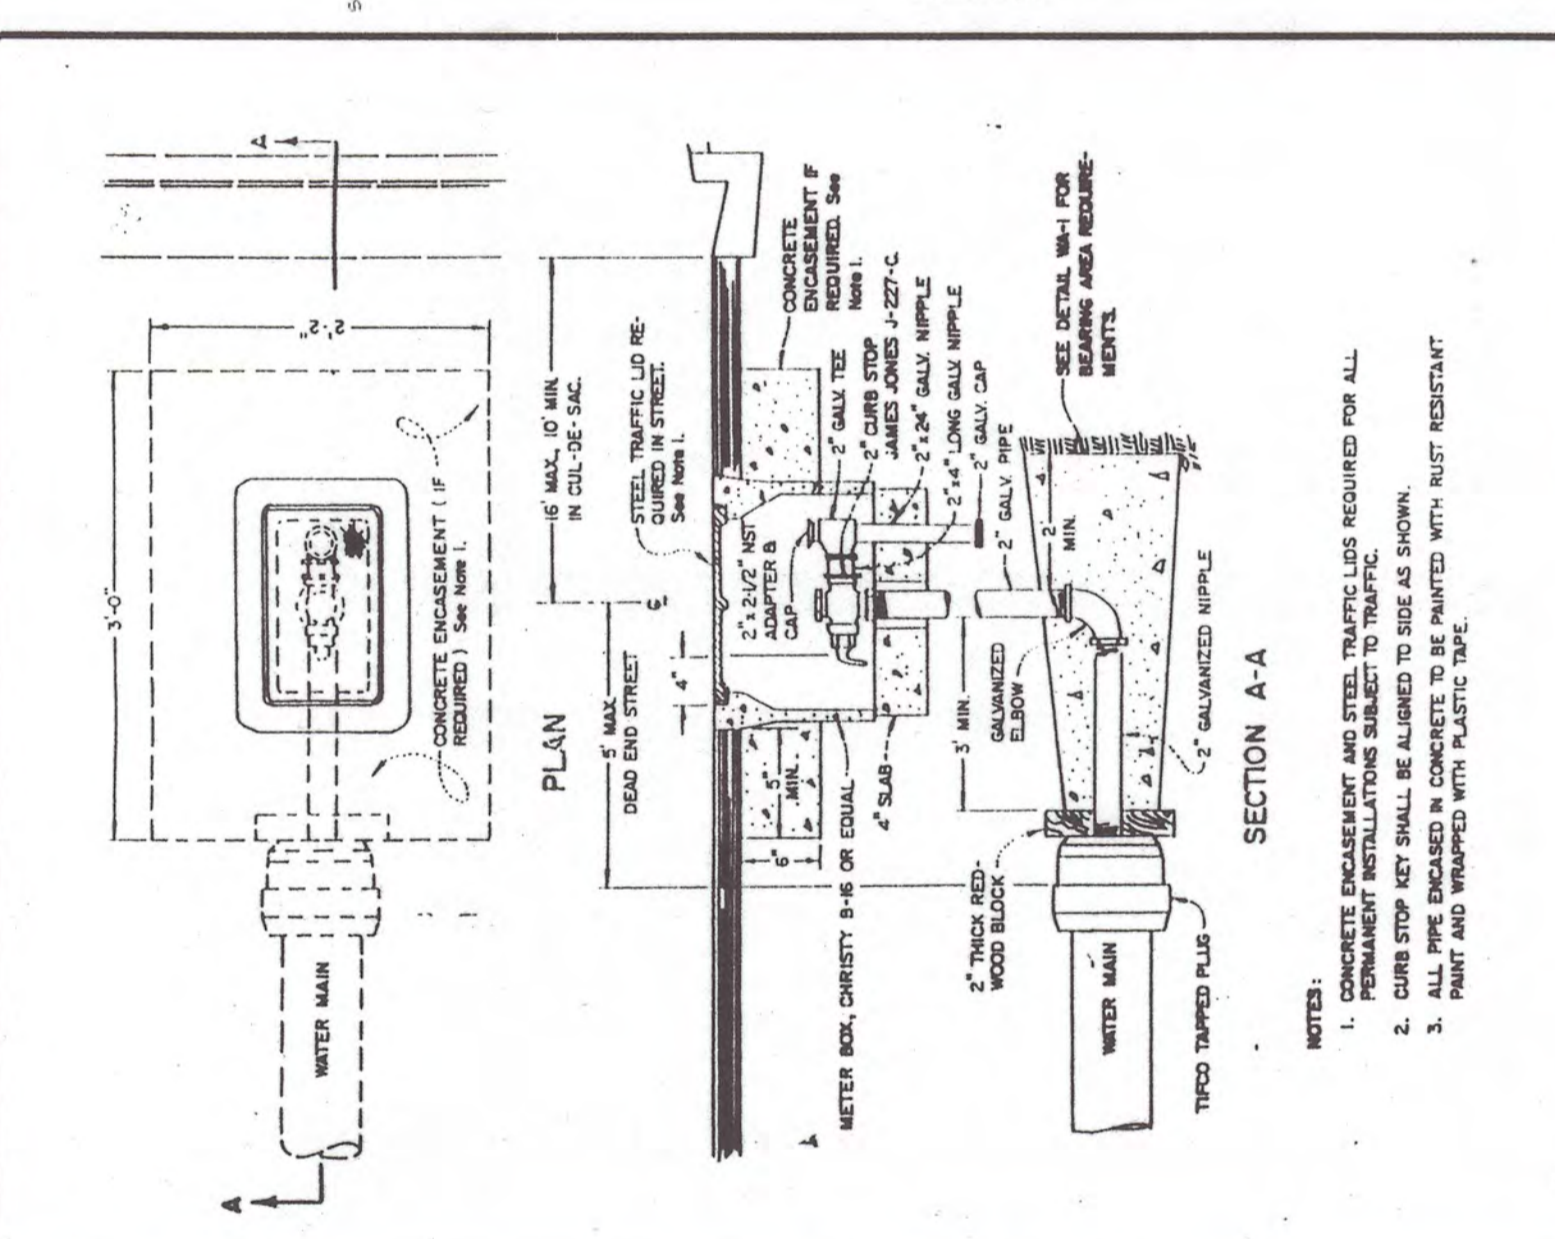 A
3'-0"
2'-2"
CONCRETE ENCASEMENT ( IF
REQUIRED ) See Note 1.
WATER MAIN
A
PLAN
5' MAX.
DEAD END STREET
16' MAX., 10' MIN.
IN CUL-DE-SAC.
STEEL TRAFFIC LID RE-
QUIRED IN STREET.
See Note 1.
4"
2" x 2-1/2" NST
ADAPTER &
CAP
CONCRETE
ENCASEMENT IF
REQUIRED. See
Note 1.
2" GALV. TEE
2" CURB STOP
JAMES JONES J-227-C.
2" x 24" GALV. NIPPLE
2" x 4" LONG GALV. NIPPLE
2" GALV. CAP
5"
MIN.
6"
METER BOX, CHRISTY B-16 OR EQUAL
4" SLAB
3' MIN.
2" GALV. PIPE
2'
MIN.
SEE DETAIL WA-1 FOR
BEARING AREA REQUIRE-
MENTS.
GALVANIZED
ELBOW
2" THICK RED-
WOOD BLOCK
2" GALVANIZED NIPPLE
WATER MAIN
TIFCO TAPPED PLUG
SECTION A-A
NOTES:
1. CONCRETE ENCASEMENT AND STEEL TRAFFIC LIDS REQUIRED FOR ALL
PERMANENT INSTALLATIONS SUBJECT TO TRAFFIC.
2. CURB STOP KEY SHALL BE ALIGNED TO SIDE AS SHOWN.
3. ALL PIPE ENCASED IN CONCRETE TO BE PAINTED WITH RUST RESISTANT
PAINT AND WRAPPED WITH PLASTIC TAPE.